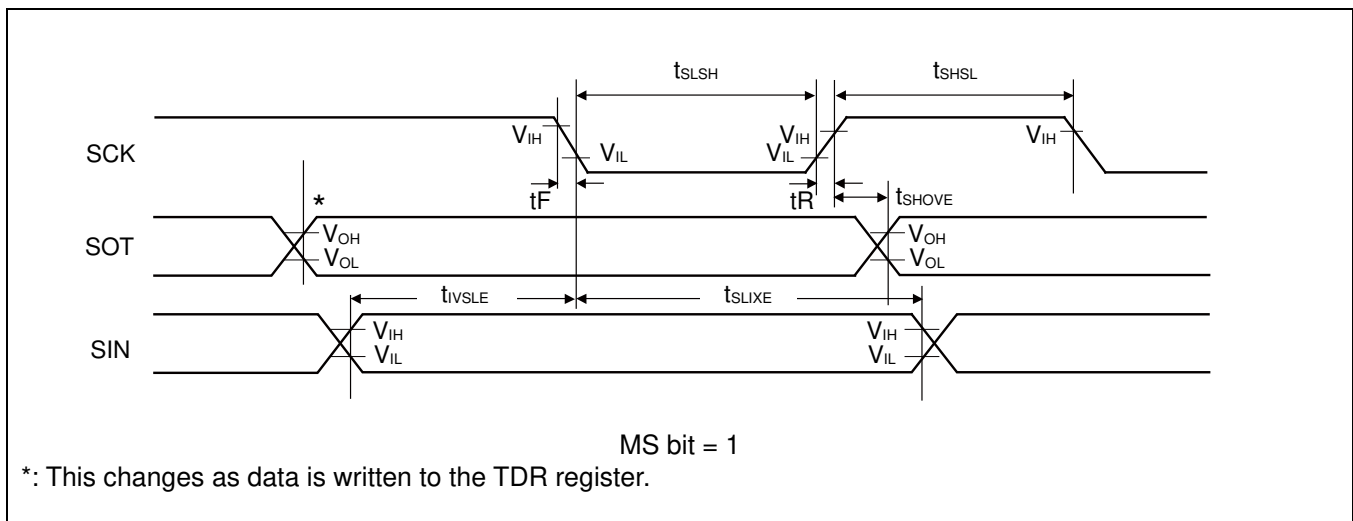 tSLSH tSHSL
SCK VIH VIL VIH VIL VIH
tF tR tSHOVE
*
SOT VOH VOL VOH VOL
tIVSLE tSLIXE
SIN VIH VIL VIH VIL
MS bit = 1
*: This changes as data is written to the TDR register.